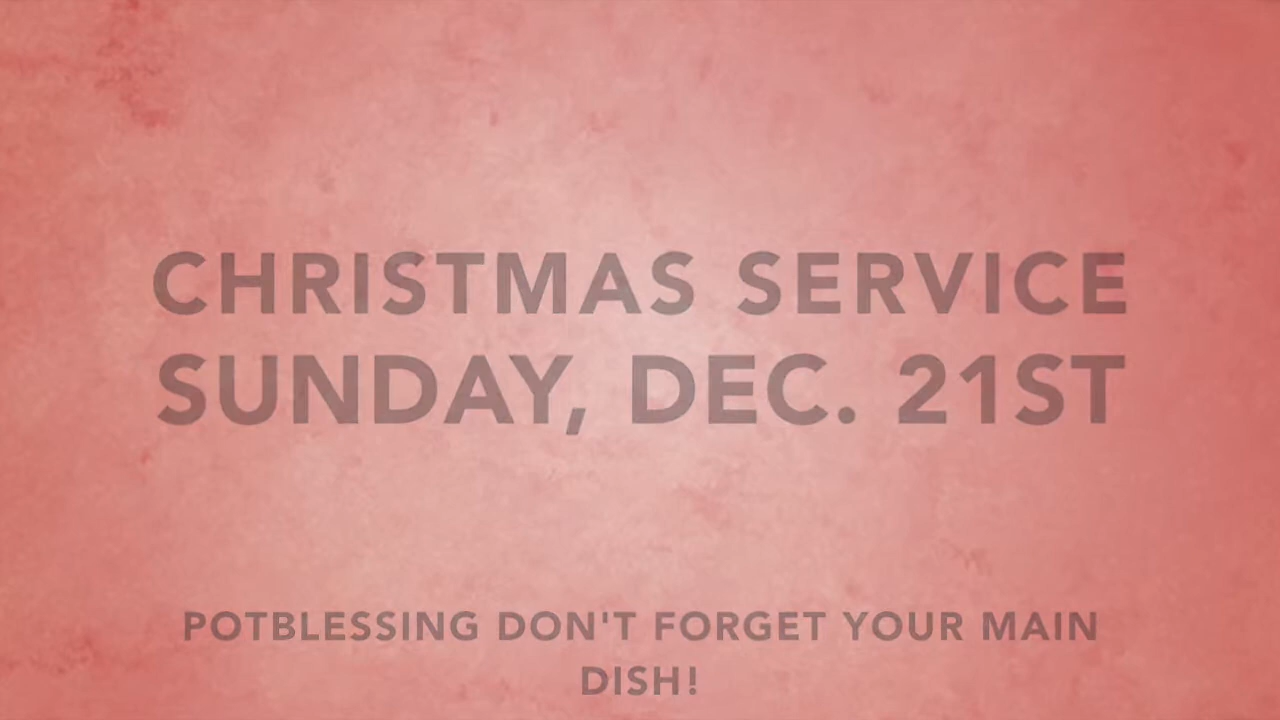 CHRISTMAS SERVICE
SUNDAY, DEC. 21ST
POTBLESSING DON'T FORGET YOUR MAIN
DISH!